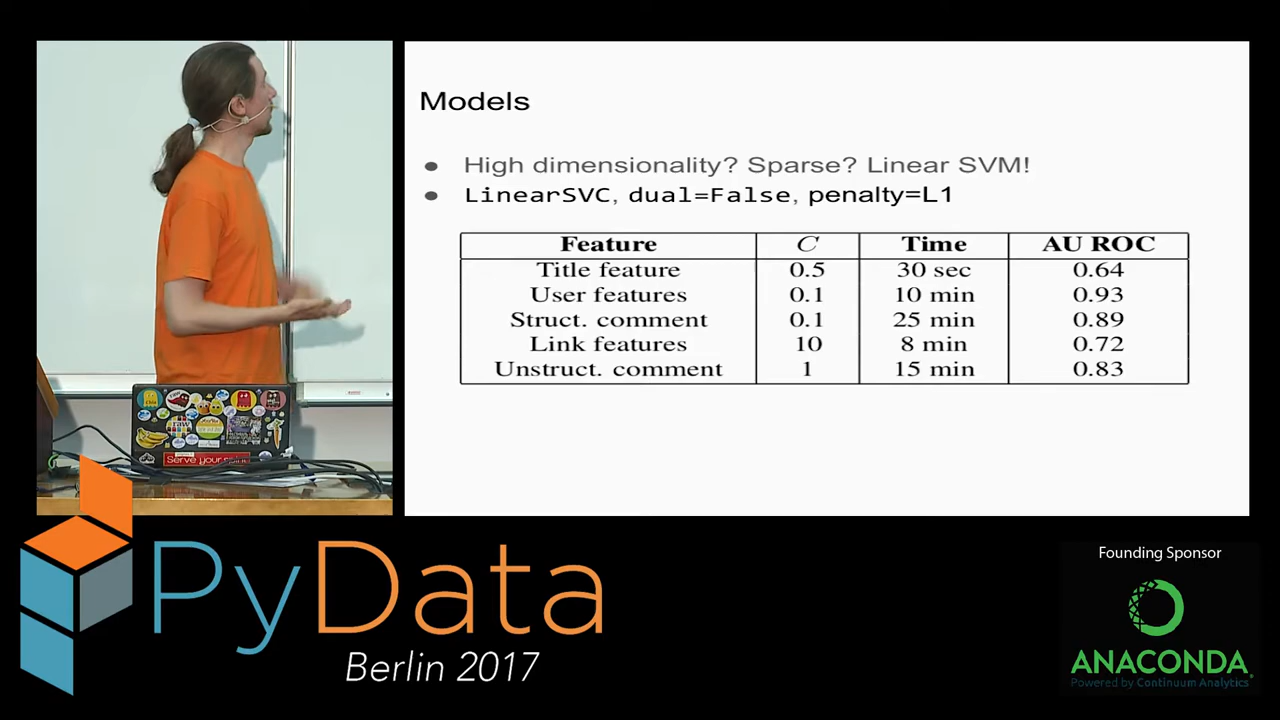 Models
● High dimensionality? Sparse? Linear SVM!
● LinearSVC, dual=False, penalty=L1
Feature C Time AU ROC
Title feature 0.5 30 sec 0.64
User features 0.1 10 min 0.93
Struct. comment 0.1 25 min 0.89
Link features 10 8 min 0.72
Unstruct. comment 1 15 min 0.83
raw
Serve your
PyData
Berlin 2017
Founding Sponsor
ANACONDA
Powered by Continuum Analytics